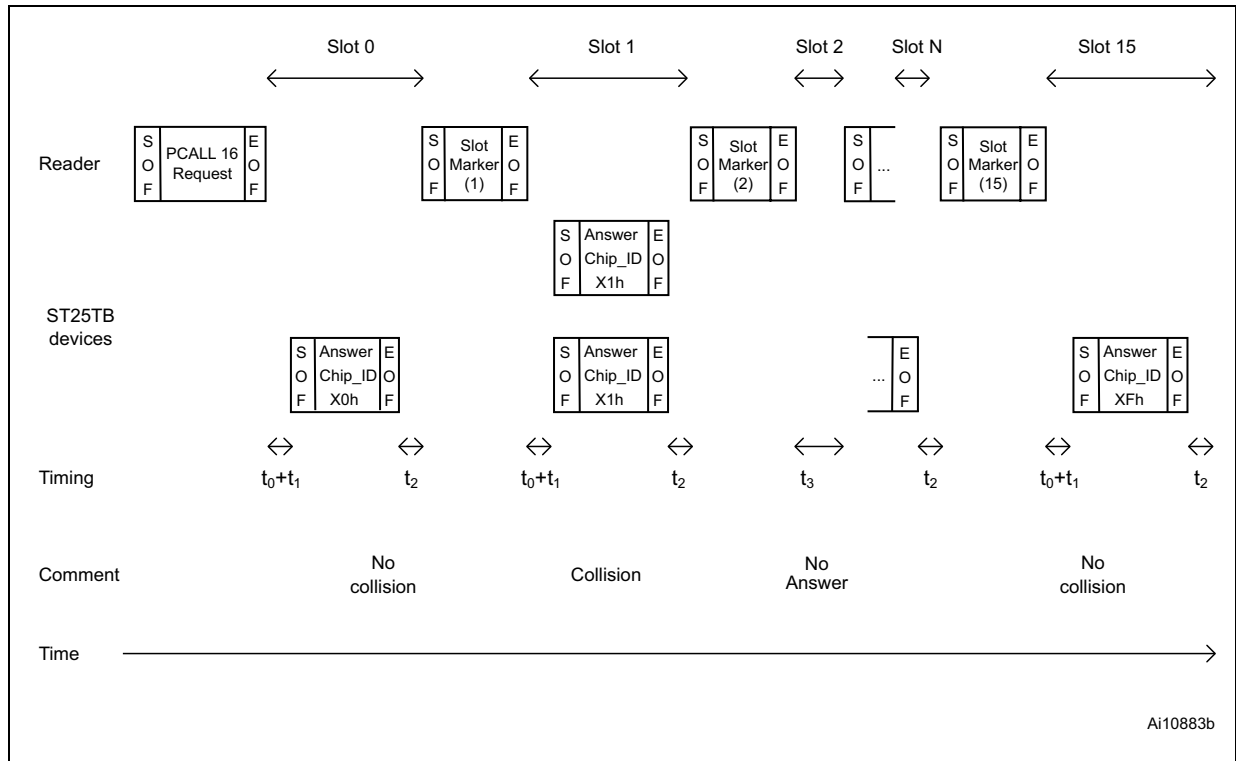 Slot 0 Slot 1 Slot 2 Slot N Slot 15
Reader
S O F PCALL 16 Request E O F
S O F Slot Marker (1) E O F
S O F Slot Marker (2) E O F
S O F ...
S O F Slot Marker (15) E O F
S O F Answer Chip_ID X1h E O F
ST25TB
devices
S O F Answer Chip_ID X0h E O F
S O F Answer Chip_ID X1h E O F
... E O F
S O F Answer Chip_ID XFh E O F
Timing t0+t1 t2 t0+t1 t2 t3 t2 t0+t1 t2
Comment
No
collision
Collision
No
Answer
No
collision
Time
Ai10883b